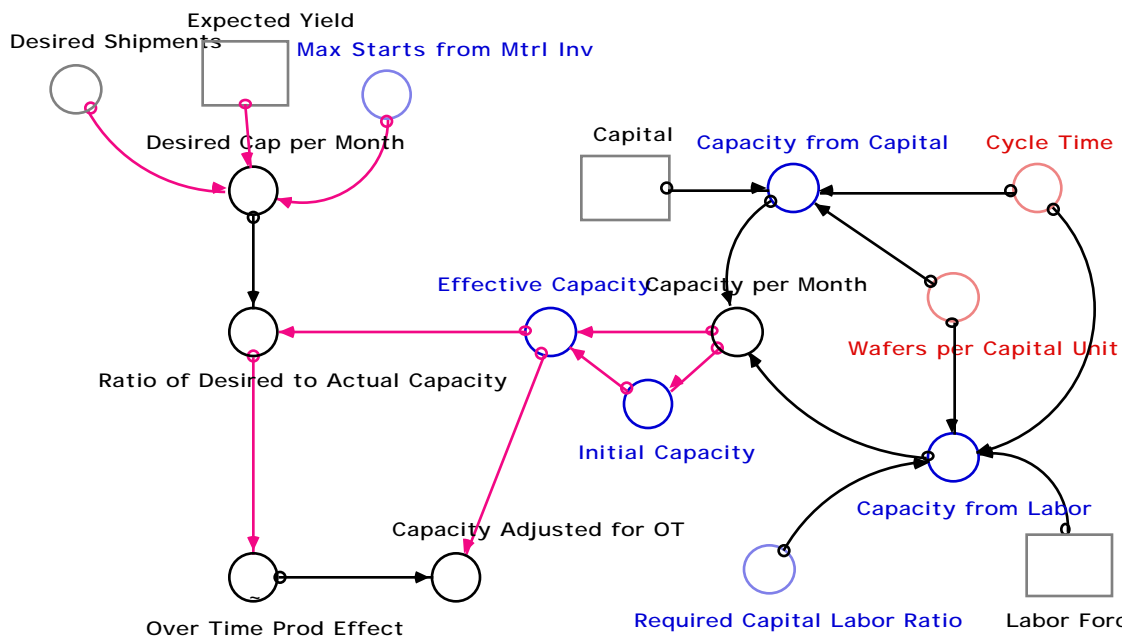 Expected Yield
Desired Shipments
Max Starts from Mtrl Inv
Desired Cap per Month
Capital
Capacity from Capital
Cycle Time
Effective Capacity
Capacity per Month
Wafers per Capital Unit
Ratio of Desired to Actual Capacity
Initial Capacity
Capacity from Labor
Capacity Adjusted for OT
~
Over Time Prod Effect
Required Capital Labor Ratio
Labor Forc